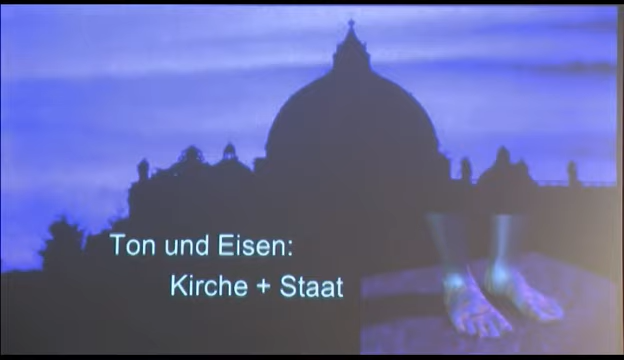 Ton und Eisen:
Kirche + Staat